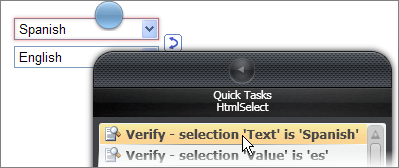 Spanish
English
Quick Tasks
HtmlSelect
Verify - selection 'Text' is 'Spanish'
Verify - selection 'Value' is 'es'